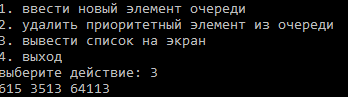 1. ввести новый элемент очереди
2. удалить приоритетный элемент из очереди
3. вывести список на экран
4. выход
выберите действие: 3
615 3513 64113